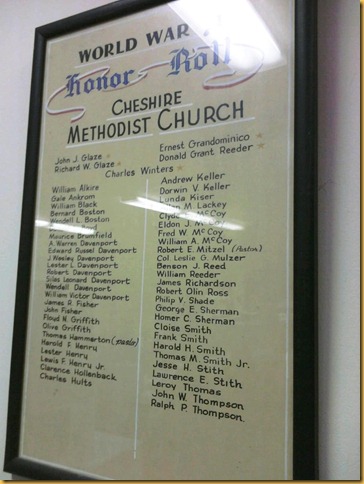 WORLD WAR
Honor Roll
CHESHIRE
METHODIST CHURCH
John J. Glaze
Richard W. Glaze
Ernest Grandominico
Donald Grant Reeder
Charles Winters
William Alkire
Gale Ankrom
William Black
Bernard Boston
Wendell L. Boston
Maurice Brumfield
A. Warren Davenport
Edward Russel Davenport
J. Wesley Davenport
Lester L. Davenport
Robert Davenport
Silas Leonard Davenport
Wendell Davenport
William Victor Davenport
James R. Fisher
John Fisher
Floyd N. Griffith
Olive Griffith
Thomas Hammerton
Harold F. Henry
Lester Henry
Lewis F. Henry Jr.
Clarence Hollenback
Charles Hults
Andrew Keller
Dorwin V. Keller
Lynda Kiser
M. Lackey
McCoy
Eldon J. McCoy
Fred W. McCoy
William A. McCoy
Robert E. Mitzel
Col. Leslie G. Mulzer
Benson J. Reed
William Reeder
James Richardson
Robert Olin Ross
Philip V. Shade
George E. Sherman
Homer C. Sherman
Cloise Smith
Frank Smith
Harold H. Smith
Thomas M. Smith Jr.
Jesse H. Stith
Lawrence E. Stith
Leroy Thomas
John W. Thompson
Ralph P. Thompson